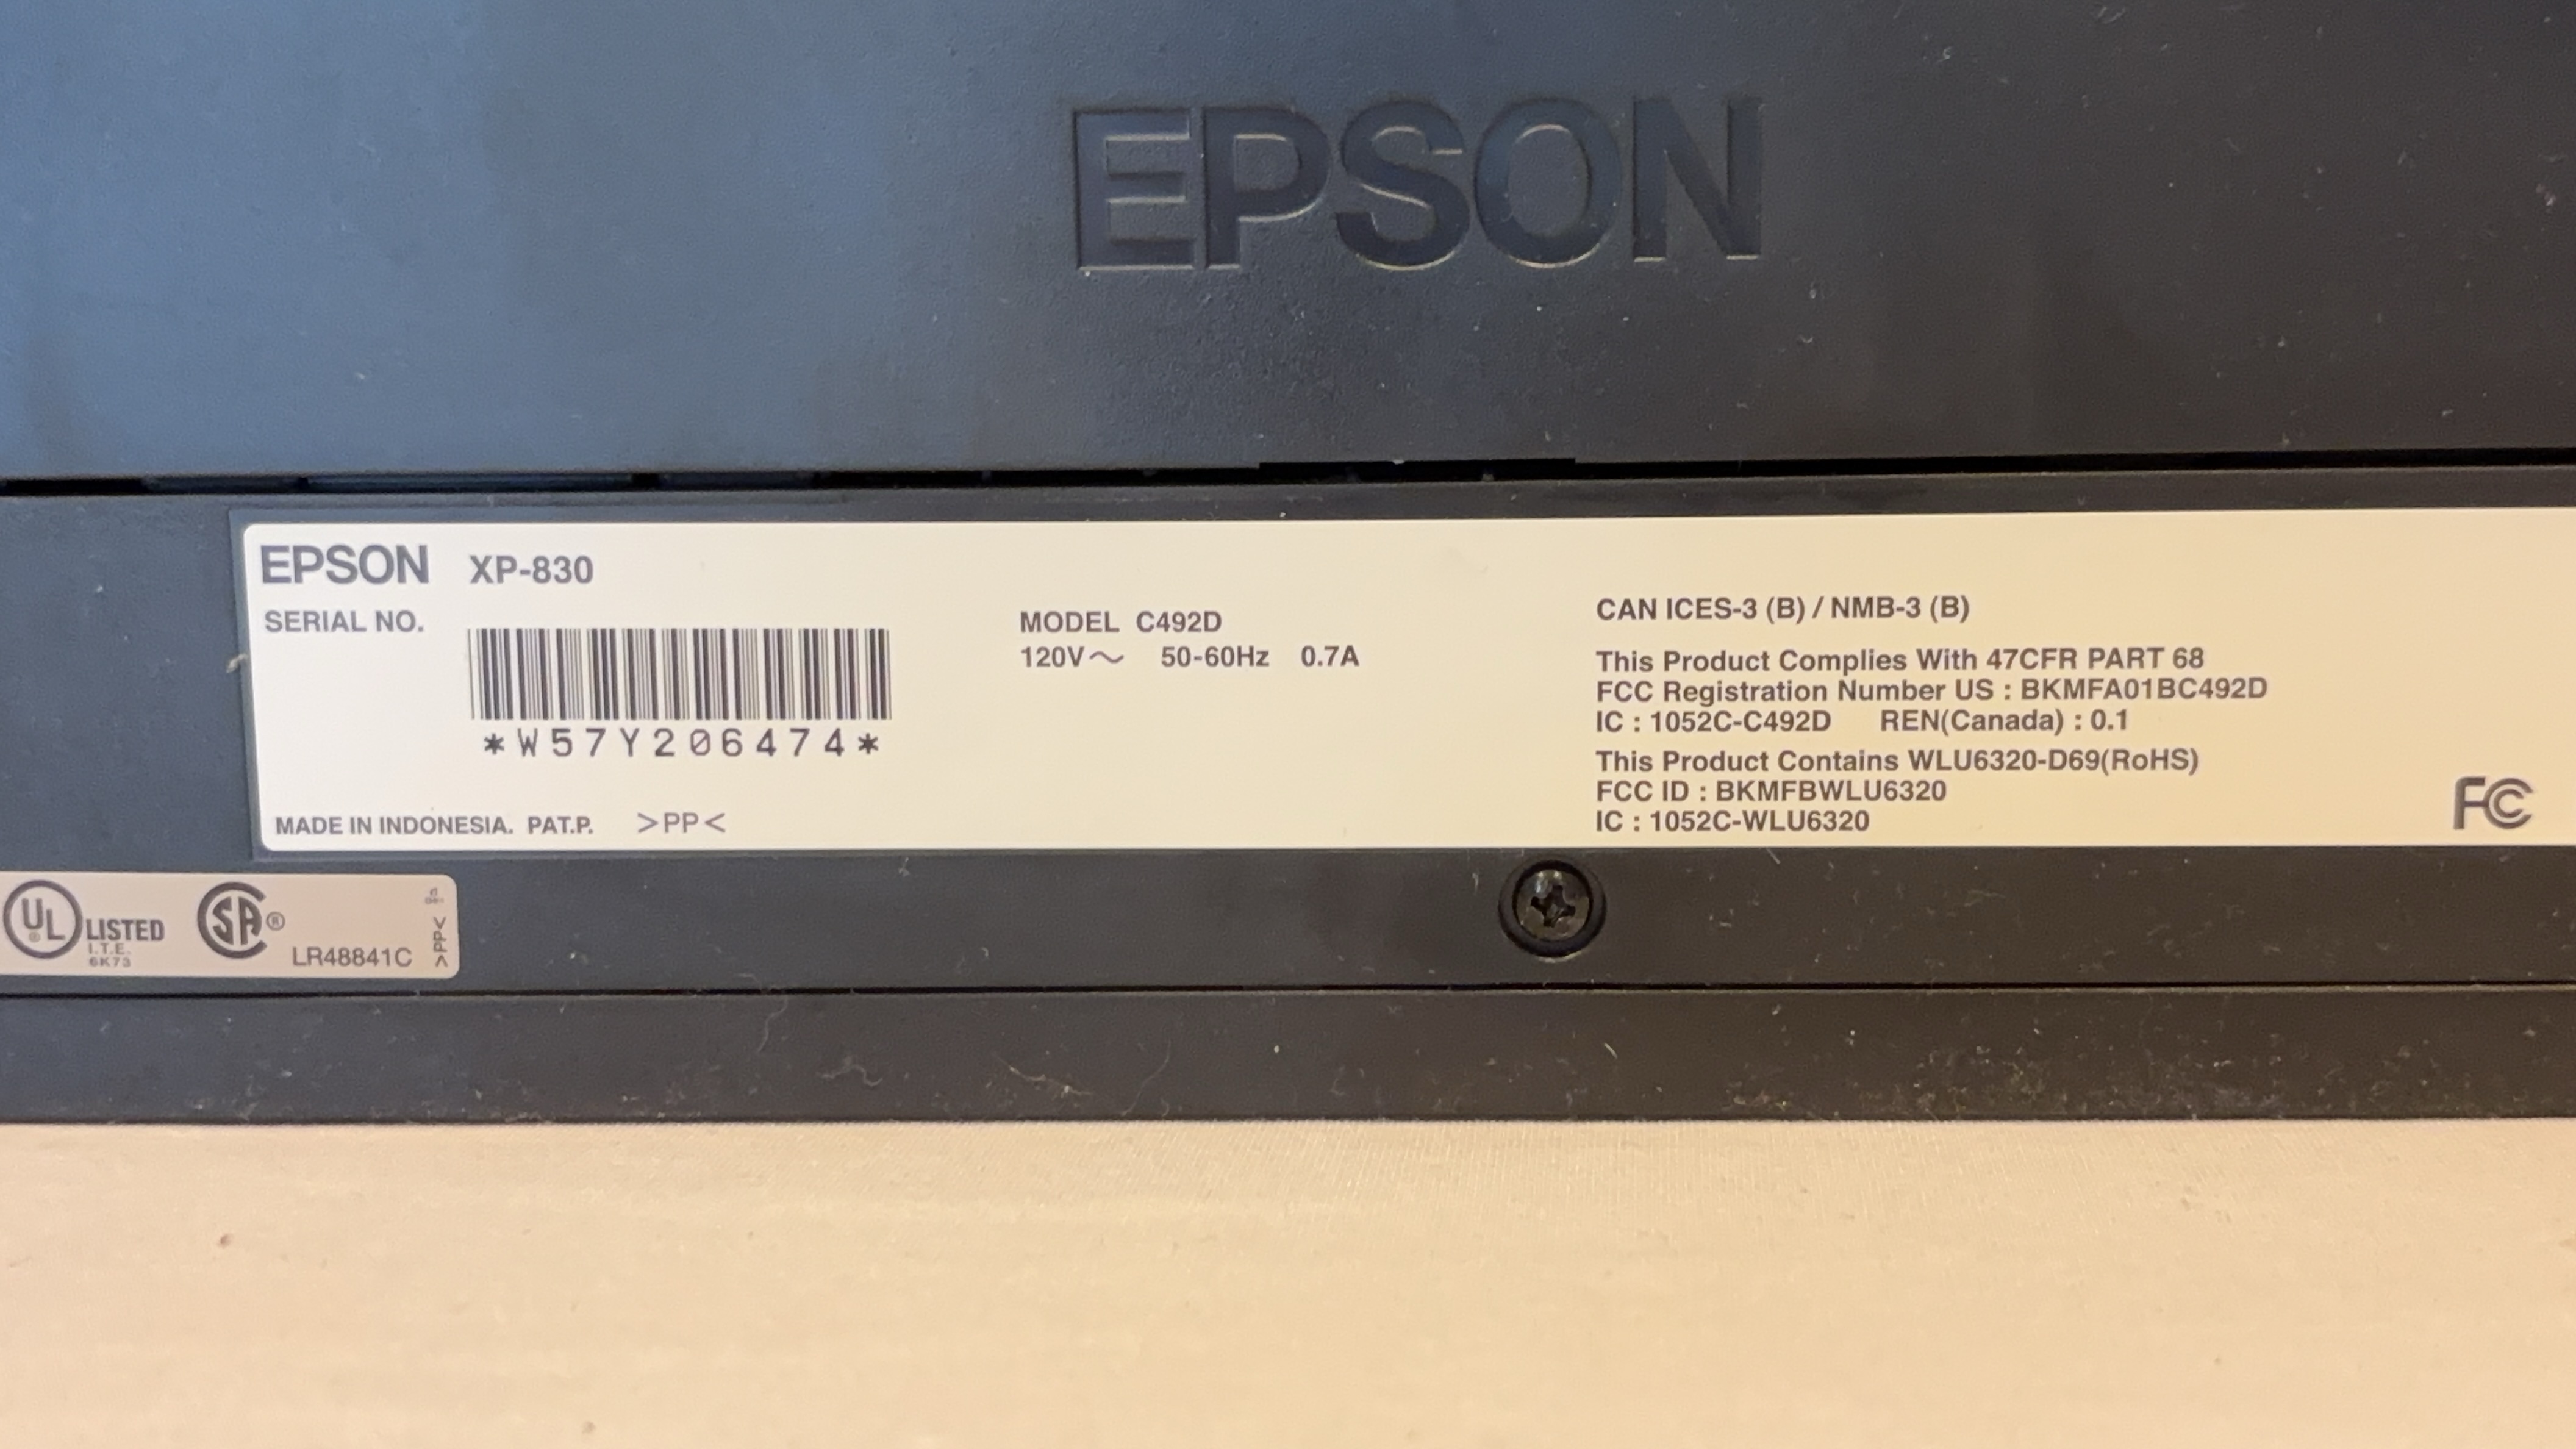 EPSON
EPSON XP-830
SERIAL NO.
*W57Y206474*
MADE IN INDONESIA. PAT.P. >PP<
MODEL C492D
120V~ 50-60Hz 0.7A
CAN ICES-3 (B) / NMB-3 (B)
This Product Complies With 47CFR PART 68
FCC Registration Number US : BKMFA01BC492D
IC : 1052C-C492D REN(Canada) : 0.1
This Product Contains WLU6320-D69(RoHS)
FCC ID : BKMFBWLU6320
IC : 1052C-WLU6320
FC
UL® LISTED
I.T.E.
6K73
SA®
LR48841C
>PP<